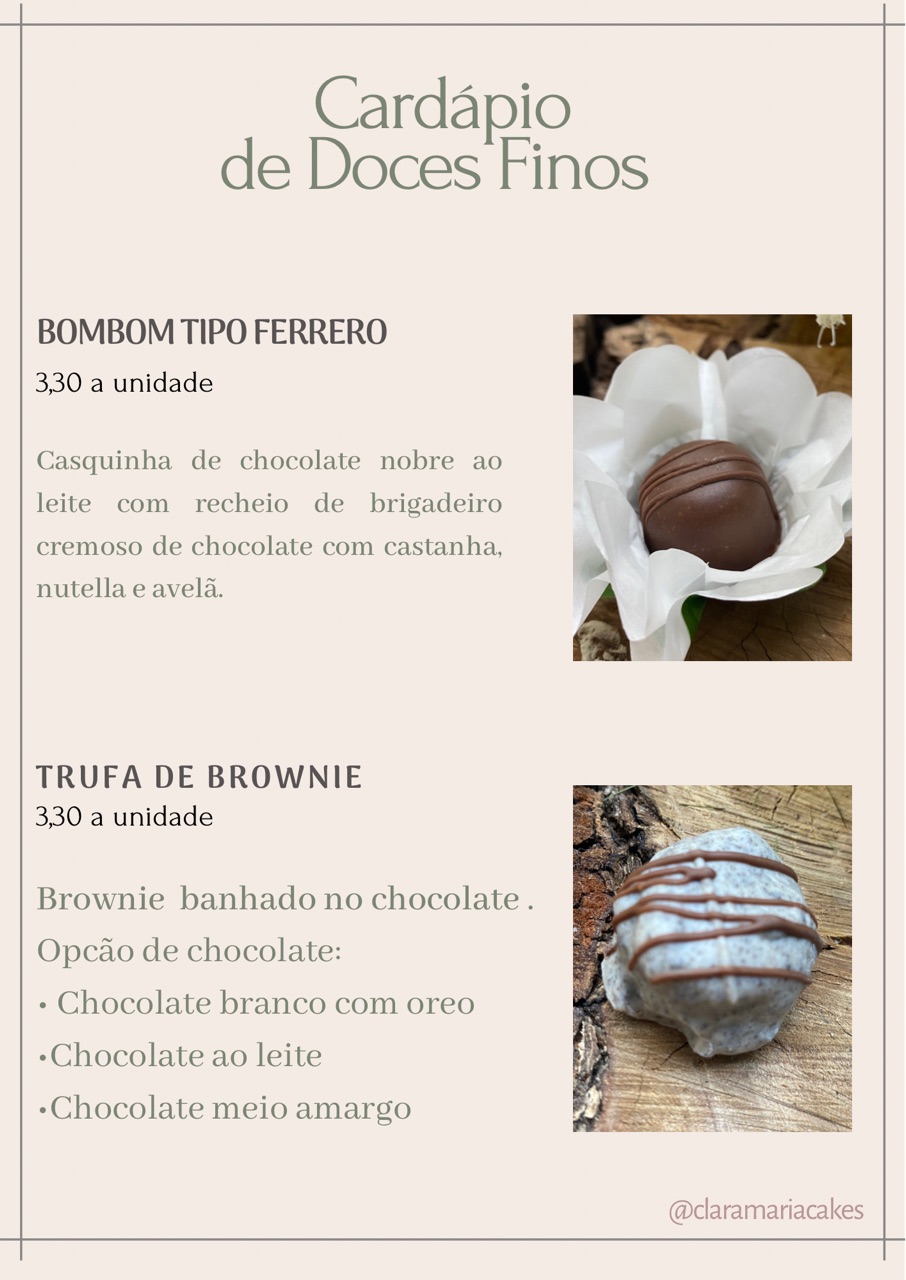 Cardápio
de Doces Finos
BOMBOM TIPO FERRERO
3,30 a unidade
Casquinha de chocolate nobre ao
leite com recheio de brigadeiro
cremoso de chocolate com castanha,
nutella e avelã.
TRUFA DE BROWNIE
3,30 a unidade
Brownie banhado no chocolate .
Opcão de chocolate:
• Chocolate branco com oreo
•Chocolate ao leite
•Chocolate meio amargo
@claramariacakes